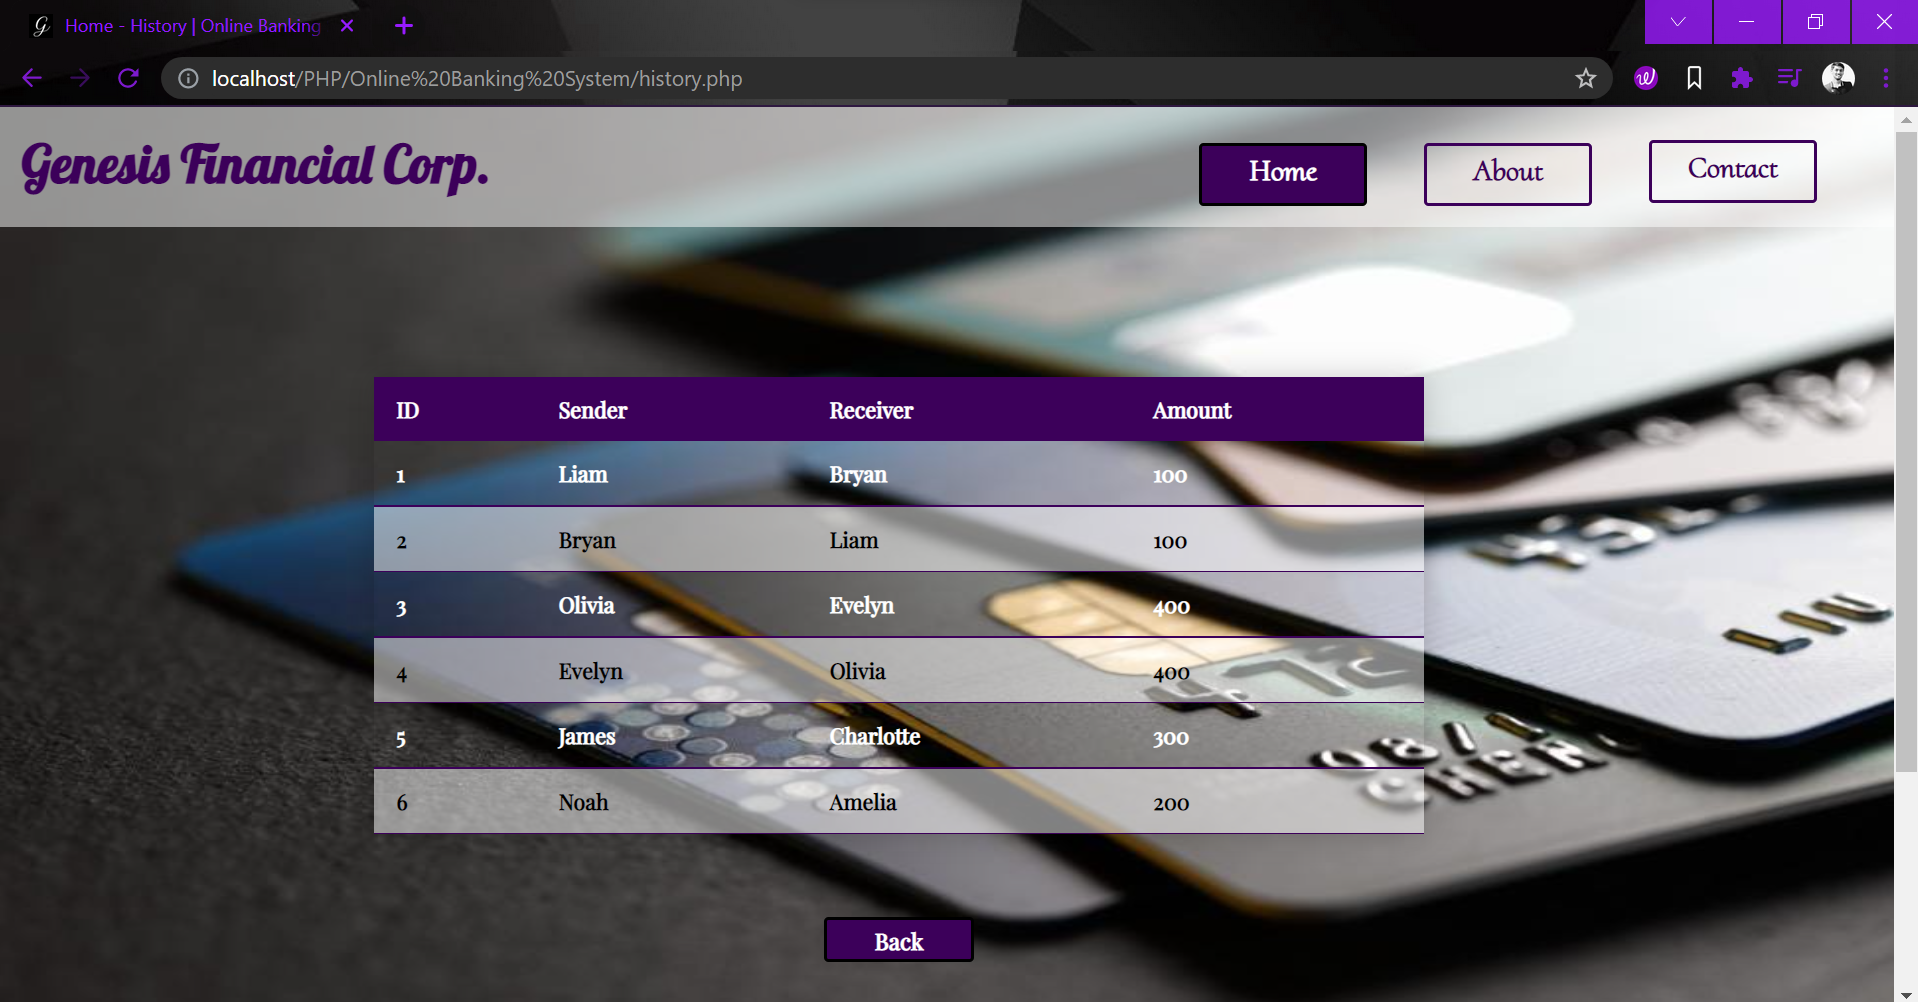 Home - History | Online Banking
localhost/PHP/Online%20Banking%20System/history.php
Genesis Financial Corp.
Home About Contact
ID Sender Receiver Amount
1 Liam Bryan 100
2 Bryan Liam 100
3 Olivia Evelyn 400
4 Evelyn Olivia 400
5 James Charlotte 300
6 Noah Amelia 200
Back